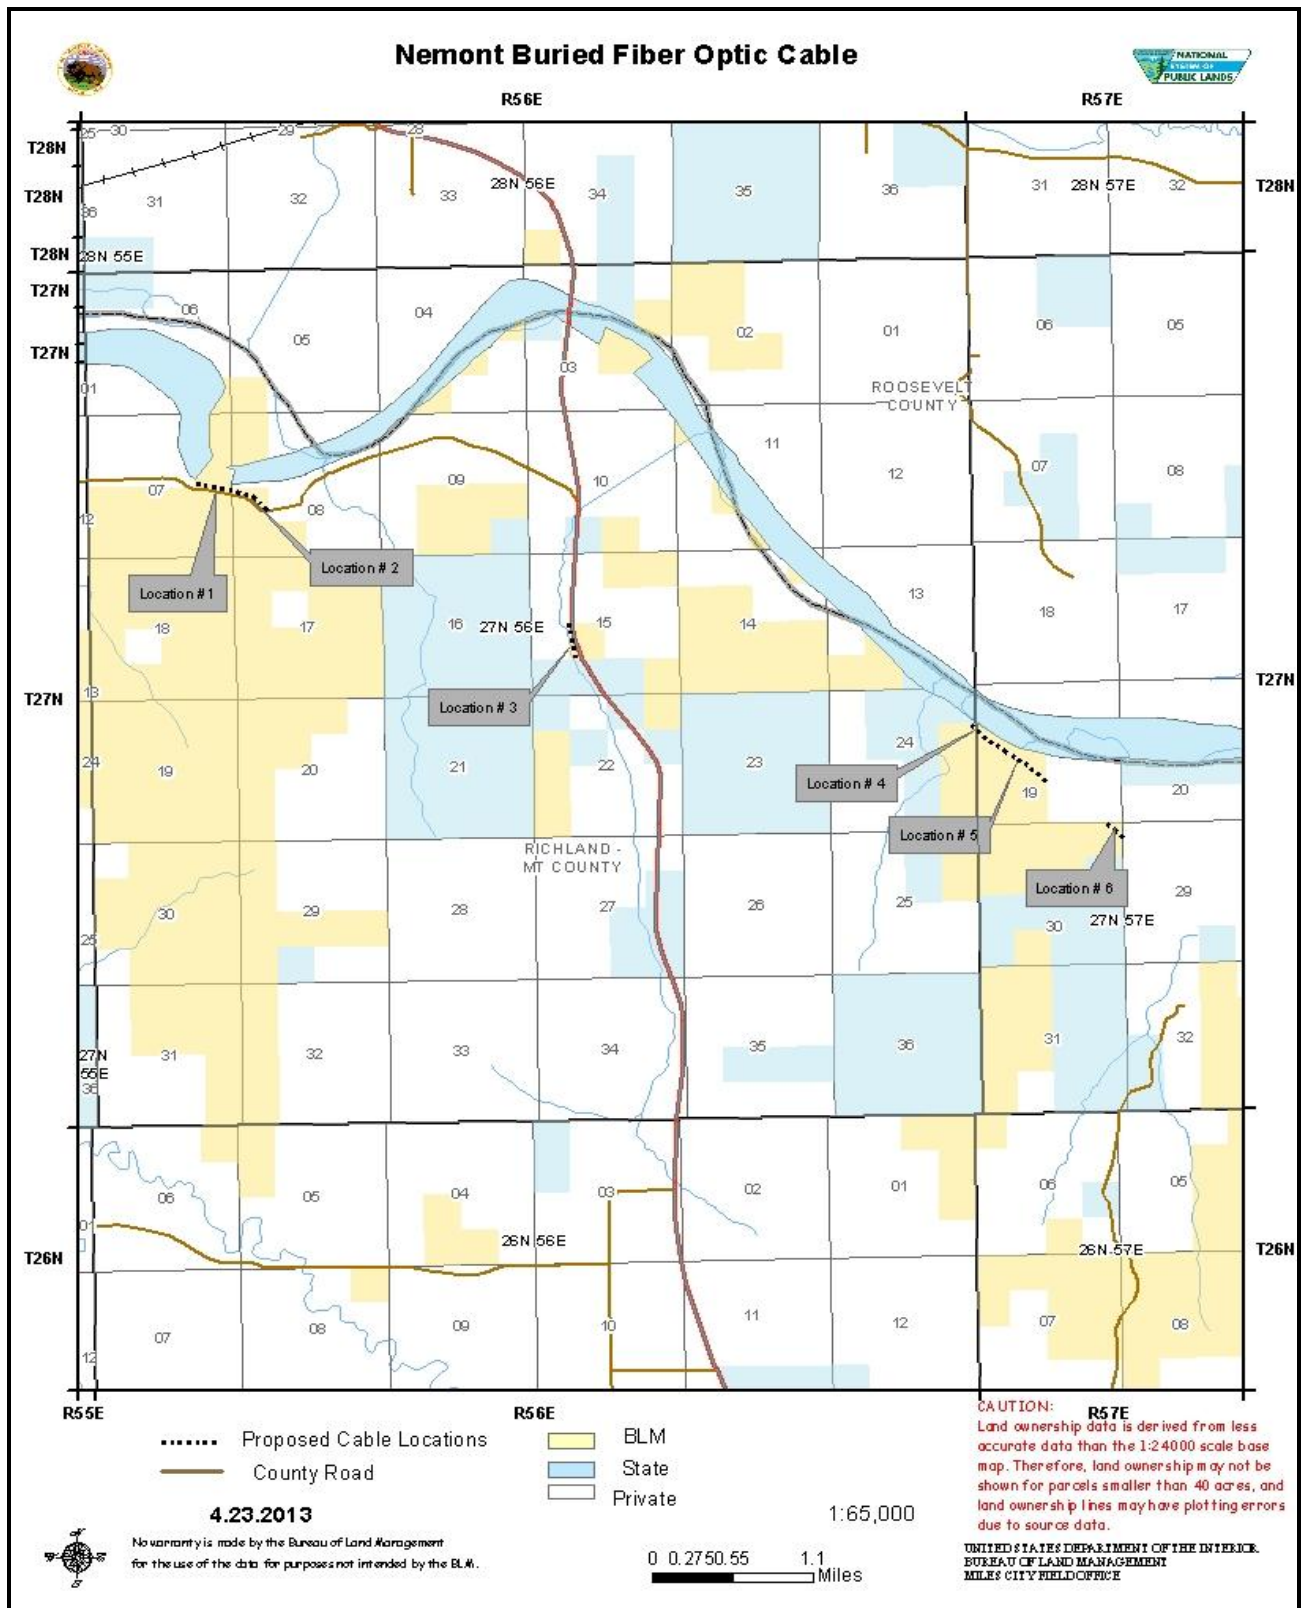 Nemont Buried Fiber Optic Cable
NATIONAL
SYSTEM OF
PUBLIC LANDS
R56E
R57E
25 30 29 28
T28N
28N 56E
31 28N 57E 32
T28N
T28N
31 32 33 34 35 36
36
T28N
28N 55E
T27N
06 05 04 02 01 06 05
T27N
03
01
ROOSEVELT
COUNTY
11
07 08 09 10 12 07 08
12
Location # 2
Location #1
18 17 16 27N 56E 15 14 13 18 17
T27N
13
T27N
Location # 3
24 19 20 21 22 23 24 19 20
Location # 4
Location # 5
RICHLAND -
MT COUNTY
Location # 6
30 29 28 27 26 25 30 29
27N 57E
25
27N
55E
36
31 32 33 34 35 36 31 32
06 05 04 03 02 01 06 05
01
T26N
26N 56E
26N 57E
T26N
07 08 09 10 11 12 07 08
12
R55E
R56E
R57E
Proposed Cable Locations
County Road
BLM
State
Private
CAUTION:
Land ownership data is derived from less
accurate data than the 1:24000 scale base
map. Therefore, land ownership may not be
shown for parcels smaller than 40 acres, and
land ownership lines may have plotting errors
due to source data.
4.23.2013
1:65,000
No warranty is made by the Bureau of Land Management
for the use of the data for purposes not intended by the BLM.
N
W E
S
0 0.275 0.55 1.1
Miles
UNITED STATES DEPARTMENT OF THE INTERIOR
BUREAU OF LAND MANAGEMENT
MILES CITY FIELD OFFICE